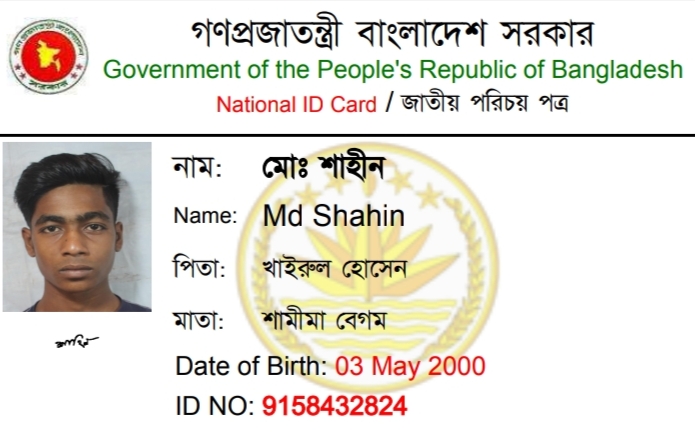 গণপ্রজাতন্ত্রী বাংলাদেশ সরকার
Government of the People's Republic of Bangladesh
National ID Card / জাতীয় পরিচয় পত্র
নাম: মোঃ শাহীন
Name: Md Shahin
পিতা: খাইরুল হোসেন
মাতা: শামীমা বেগম
Date of Birth: 03 May 2000
ID NO: 9158432824